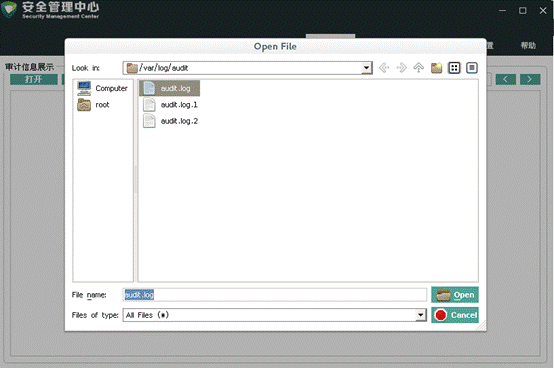 安全管理中心
Security Management Center
置 帮助
审计信息展示
打开
Open File
Look in: /var/log/audit
Computer
root
audit.log
audit.log.1
audit.log.2
File name: audit.log Open
Files of type: All Files (*) Cancel